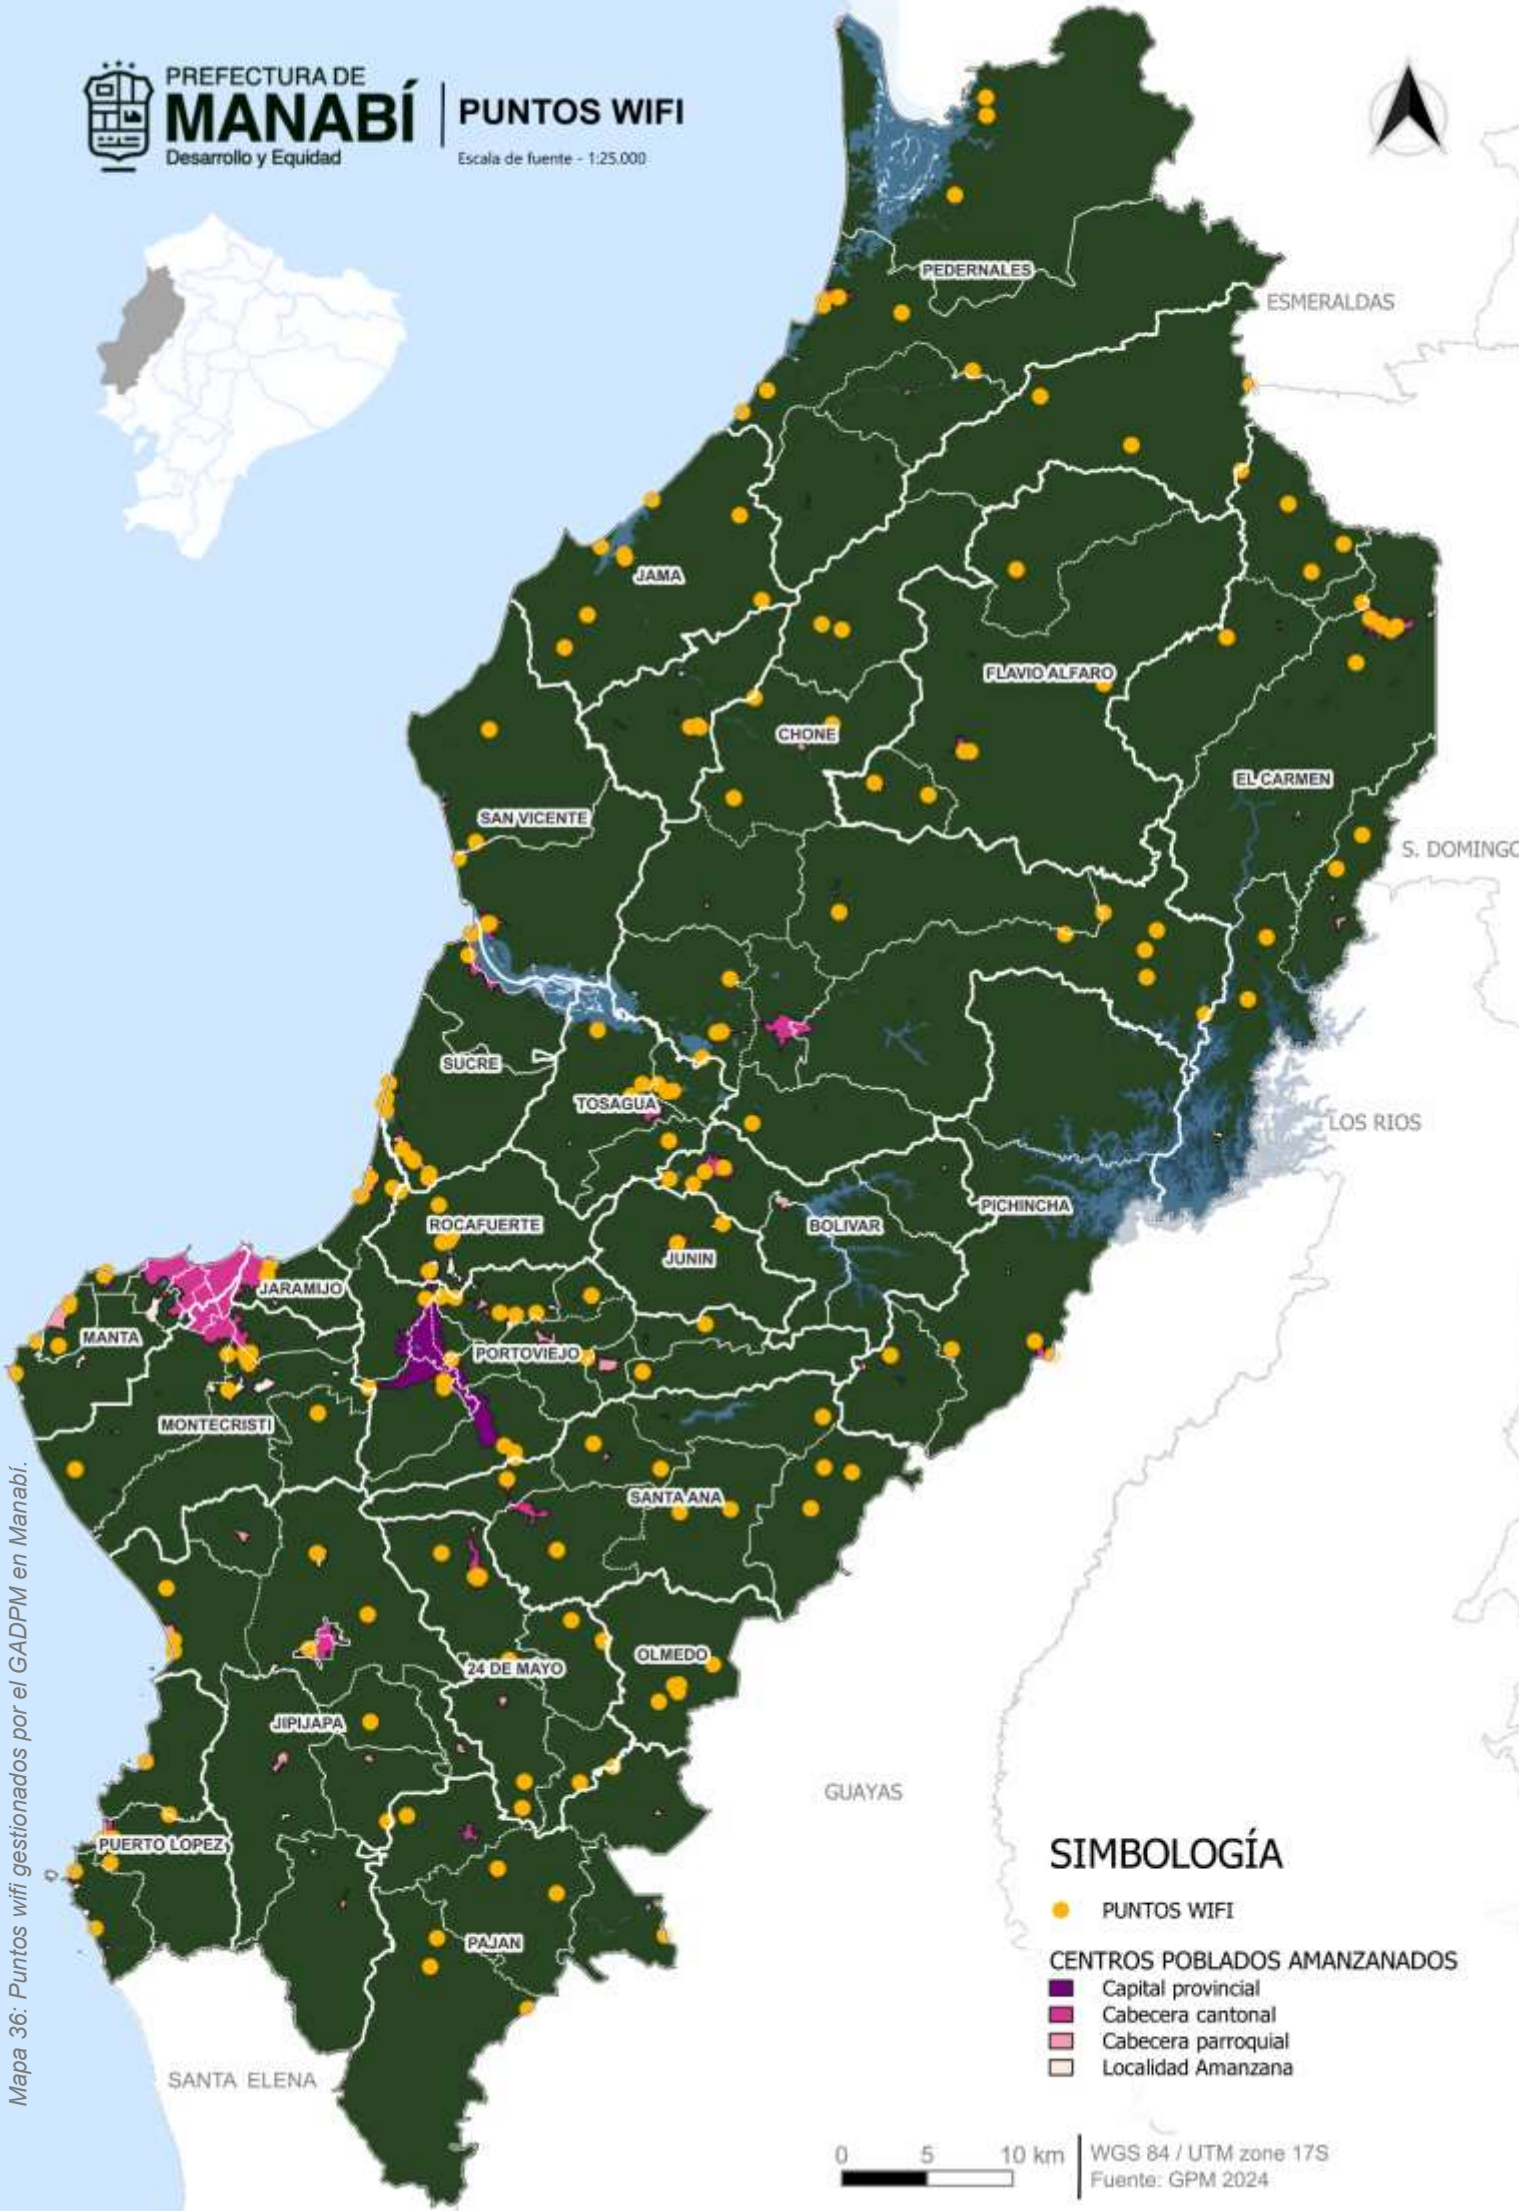 PREFECTURA DE
MANABÍ
Desarrollo y Equidad
PUNTOS WIFI
Escala de fuente - 1:25.000
PEDERNALES
ESMERALDAS
JAMA
FLAVIO ALFARO
CHONE
EL CARMEN
SAN VICENTE
S. DOMINGO
SUCRE
TOSAGUA
LOS RIOS
PICHINCHA
ROCAFUERTE
BOLIVAR
JUNIN
JARAMIJO
MANTA
PORTOVIEJO
MONTECRISTI
SANTA ANA
OLMEDO
24 DE MAYO
JIPIJAPA
GUAYAS
PUERTO LOPEZ
PAJAN
SANTA ELENA
Mapa 36: Puntos wifi gestionados por el GADPM en Manabí.
SIMBOLOGÍA
PUNTOS WIFI
CENTROS POBLADOS AMANZANADOS
Capital provincial
Cabecera cantonal
Cabecera parroquial
Localidad Amanzana
0 5 10 km
WGS 84 / UTM zone 17S
Fuente: GPM 2024